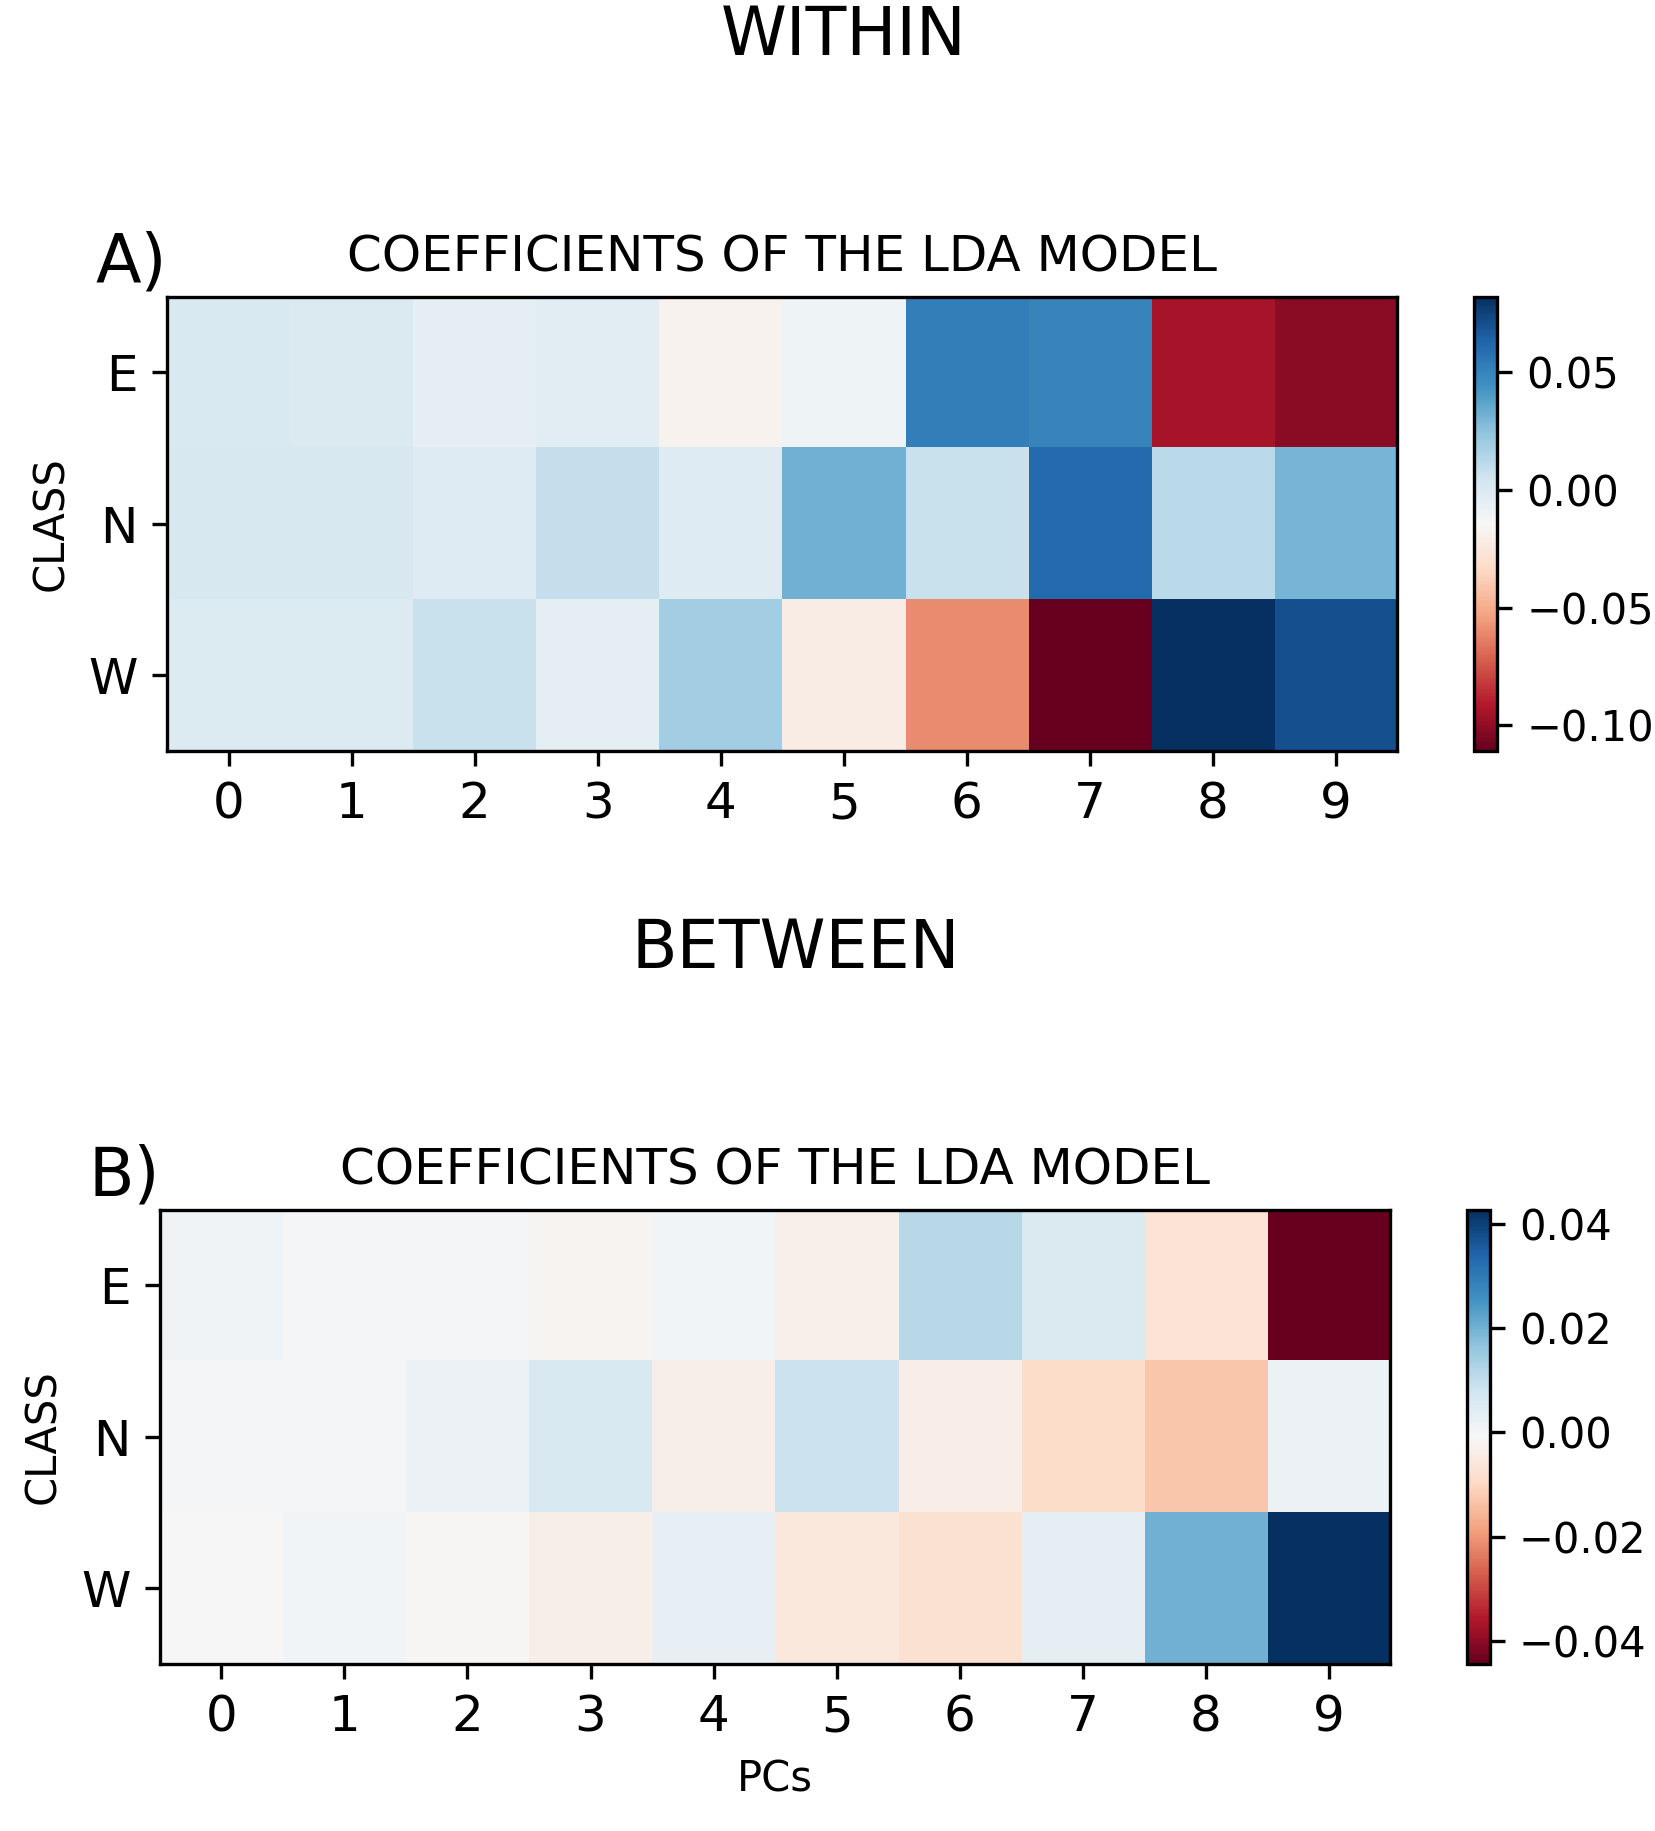 WITHIN
A)
COEFFICIENTS OF THE LDA MODEL
CLASS
E
N
W
0 1 2 3 4 5 6 7 8 9
0.05
0.00
−0.05
−0.10
BETWEEN
B)
COEFFICIENTS OF THE LDA MODEL
CLASS
E
N
W
0 1 2 3 4 5 6 7 8 9
PCs
0.04
0.02
0.00
−0.02
−0.04